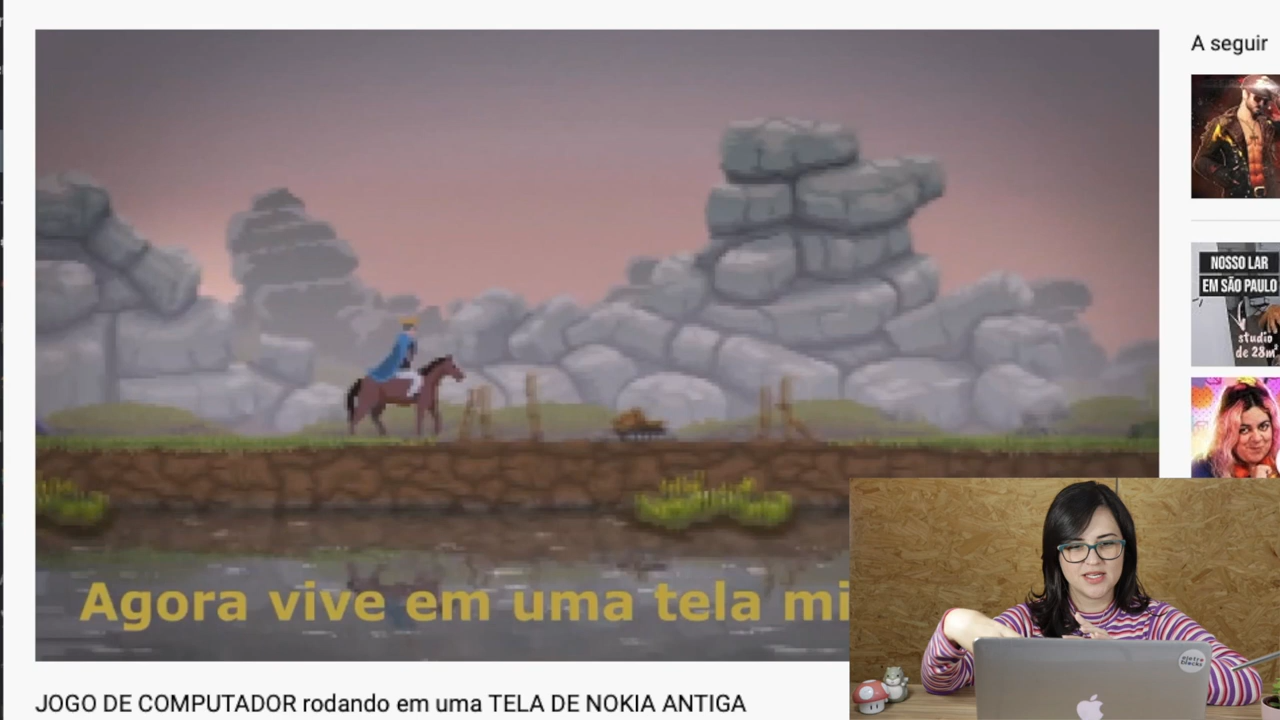 A seguir
NOSSO LAR
EM SÃO PAULO
studio
de 28m²
Agora vive em uma tela mi
JOGO DE COMPUTADOR rodando em uma TELA DE NOKIA ANTIGA